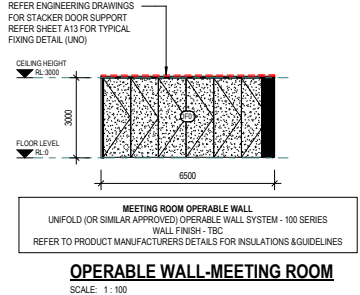 REFER ENGINEERING DRAWINGS
FOR STACKER DOOR SUPPORT
REFER SHEET A13 FOR TYPICAL
FIXING DETAIL (UNO)
CEILING HEIGHT
RL:3000
3000
FLOOR LEVEL
RL:0
6500
MEETING ROOM OPERABLE WALL
UNIFOLD (OR SIMILAR APPROVED) OPERABLE WALL SYSTEM - 100 SERIES
WALL FINISH - TBC
REFER TO PRODUCT MANUFACTURERS DETAILS FOR INSULATIONS &GUIDELINES
OPERABLE WALL-MEETING ROOM
SCALE: 1 : 100